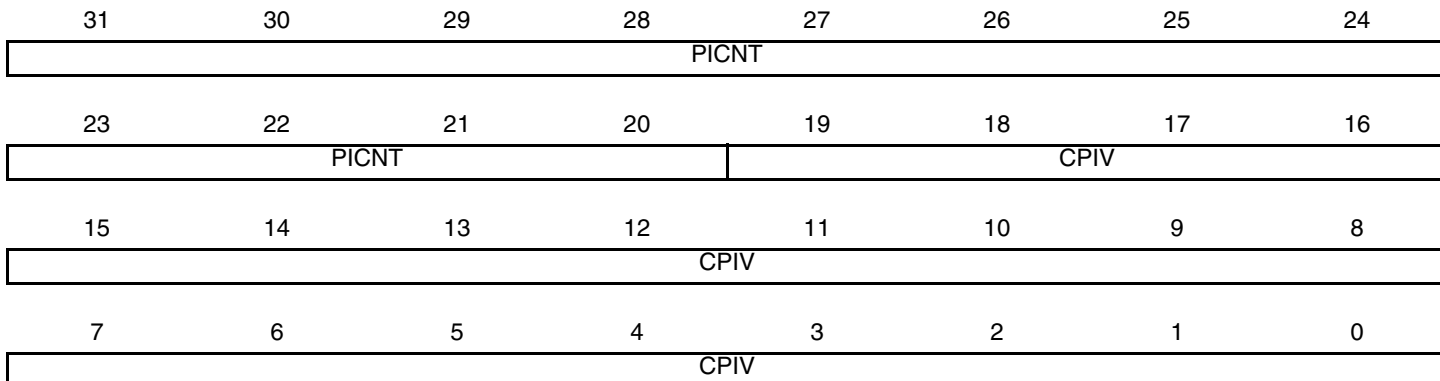 31 30 29 28 27 26 25 24
PICNT
23 22 21 20 19 18 17 16
PICNT CPIV
15 14 13 12 11 10 9 8
CPIV
7 6 5 4 3 2 1 0
CPIV